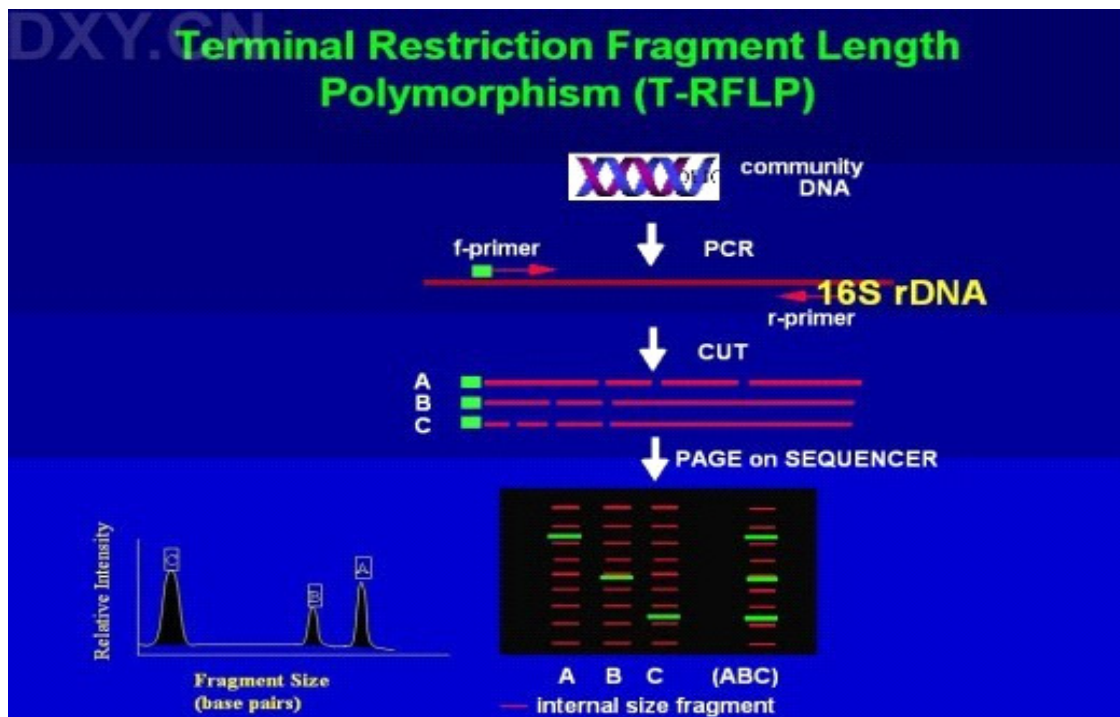 DXY.CN
Terminal Restriction Fragment Length
Polymorphism (T-RFLP)
community
DNA
f-primer
PCR
16S rDNA
r-primer
CUT
A
B
C
PAGE on SEQUENCER
C
B
A
Relative Intensity
Fragment Size
(base pairs)
A B C (ABC)
internal size fragment